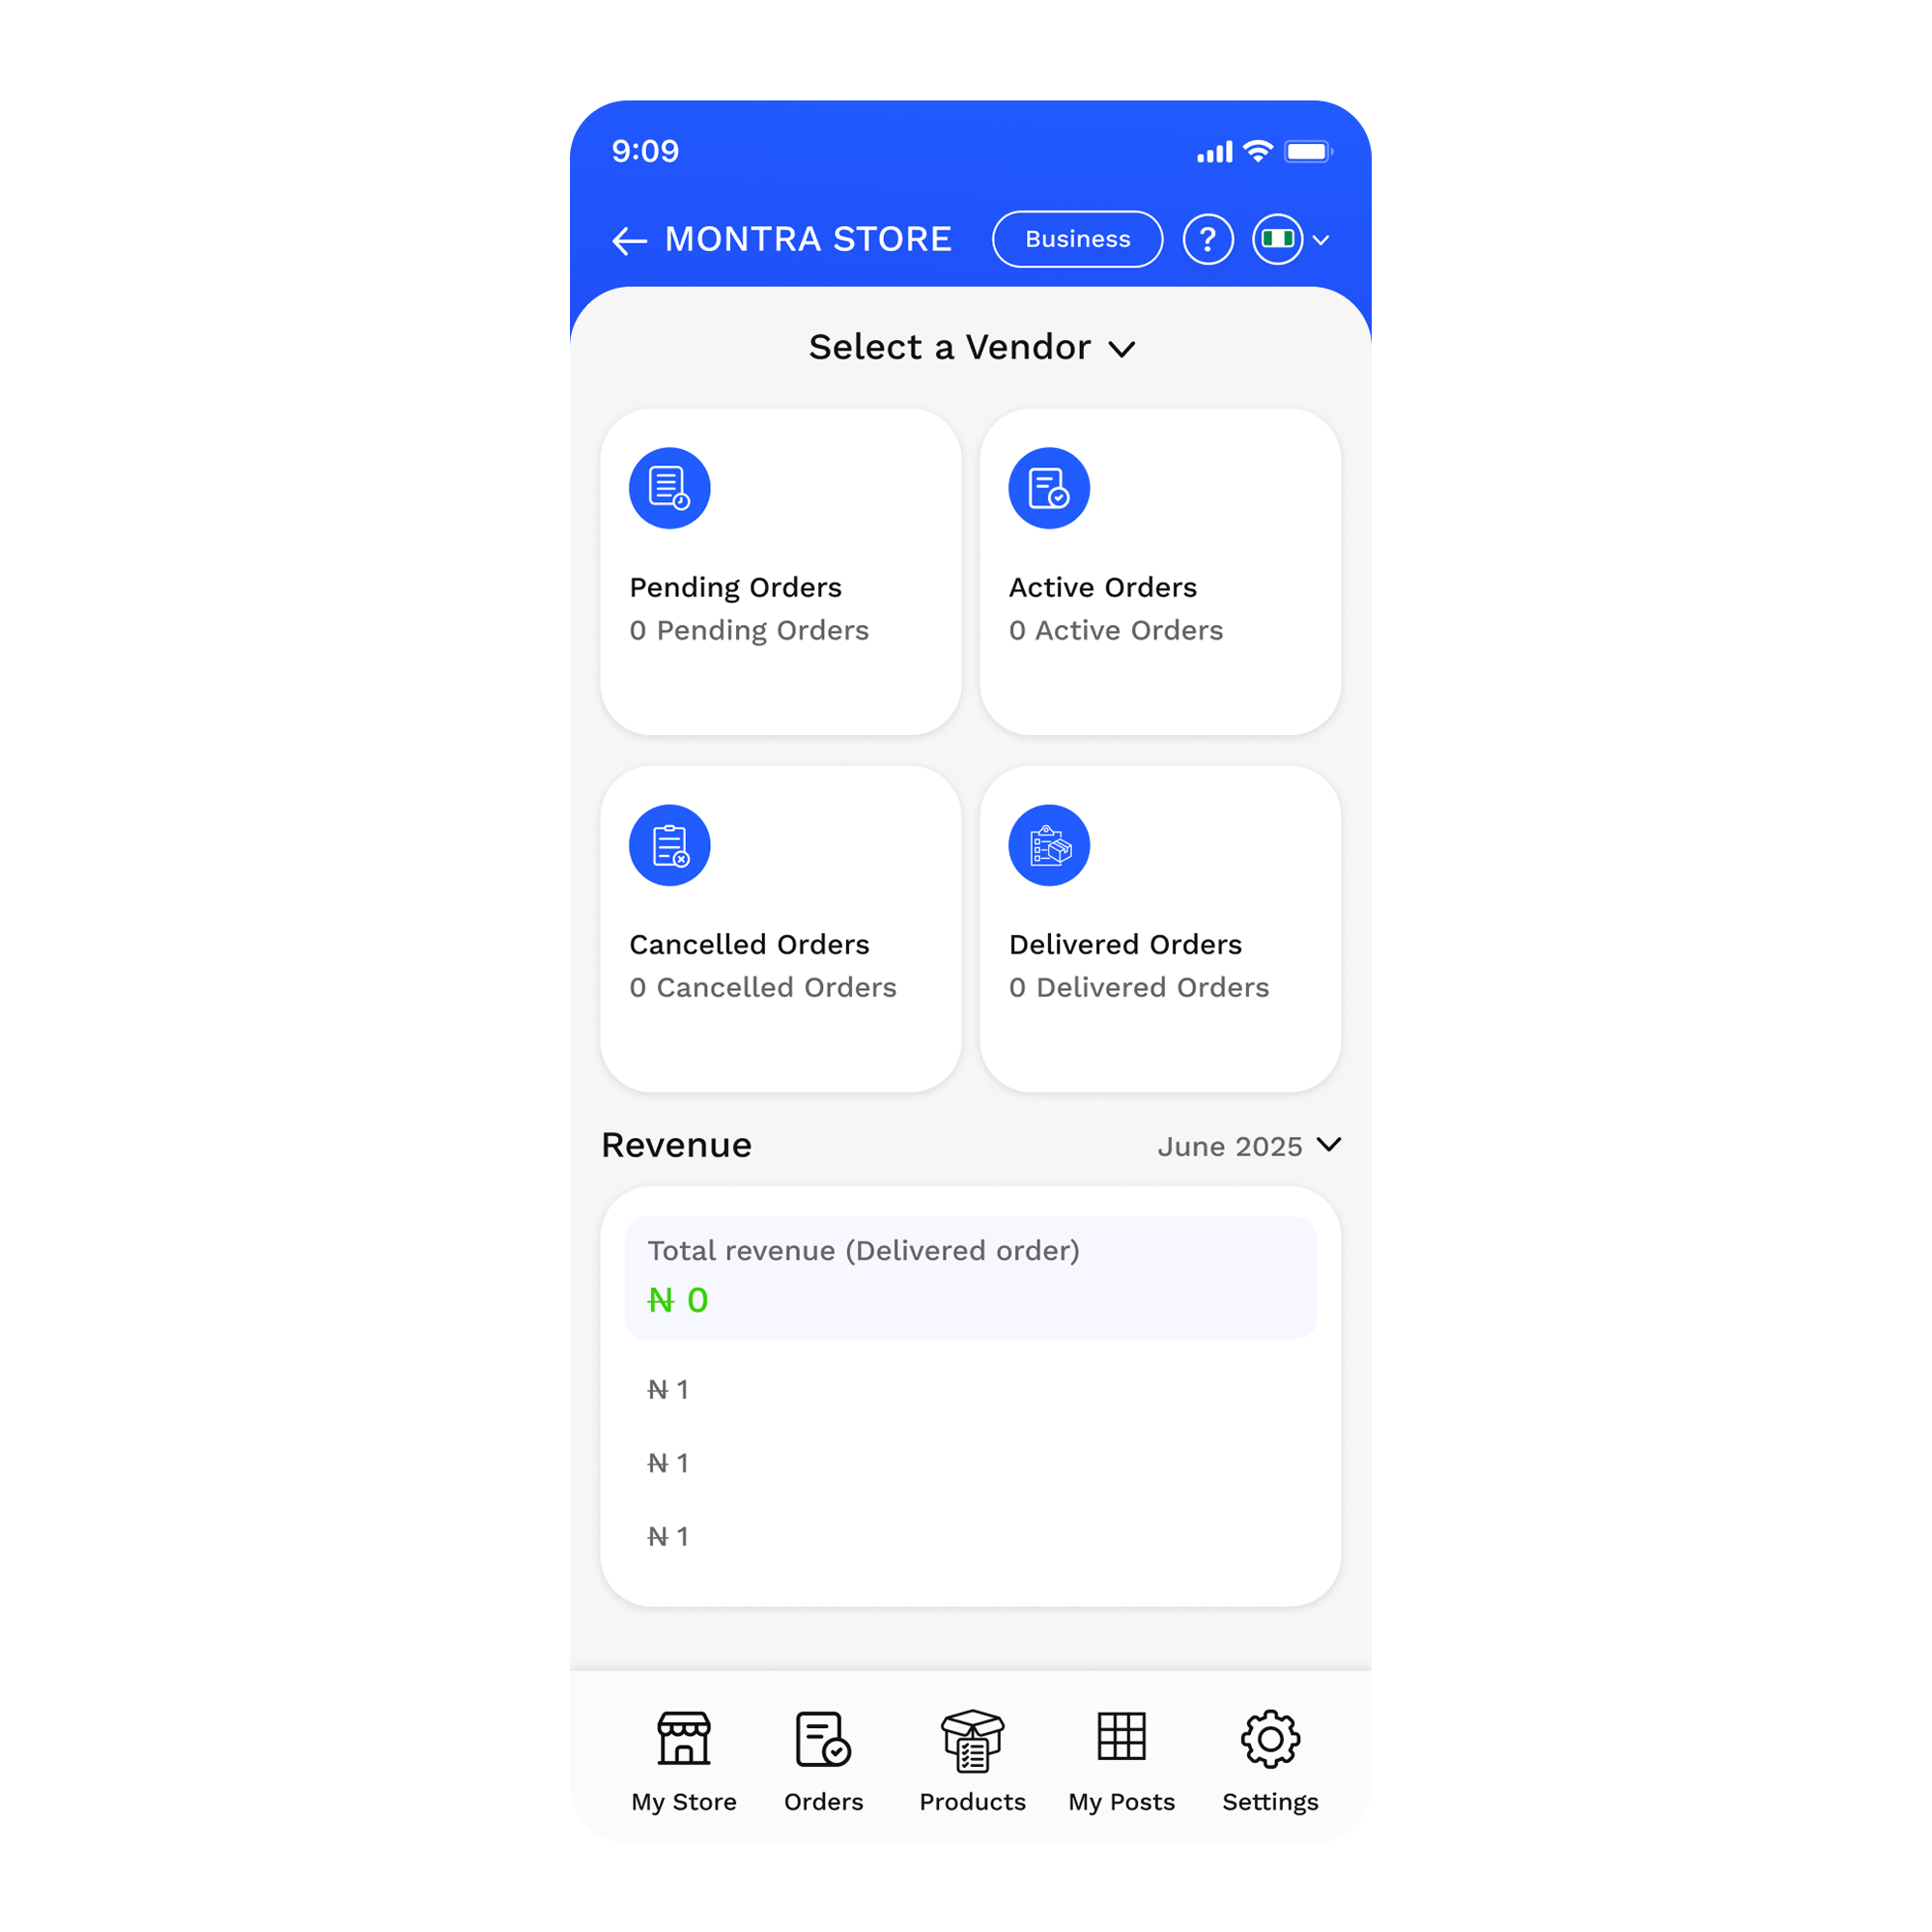 9:09
MONTRA STORE Business ?
Select a Vendor
Pending Orders
0 Pending Orders
Active Orders
0 Active Orders
Cancelled Orders
0 Cancelled Orders
Delivered Orders
0 Delivered Orders
Revenue June 2025
Total revenue (Delivered order)
₦ 0
₦ 1
₦ 1
₦ 1
My Store Orders Products My Posts Settings